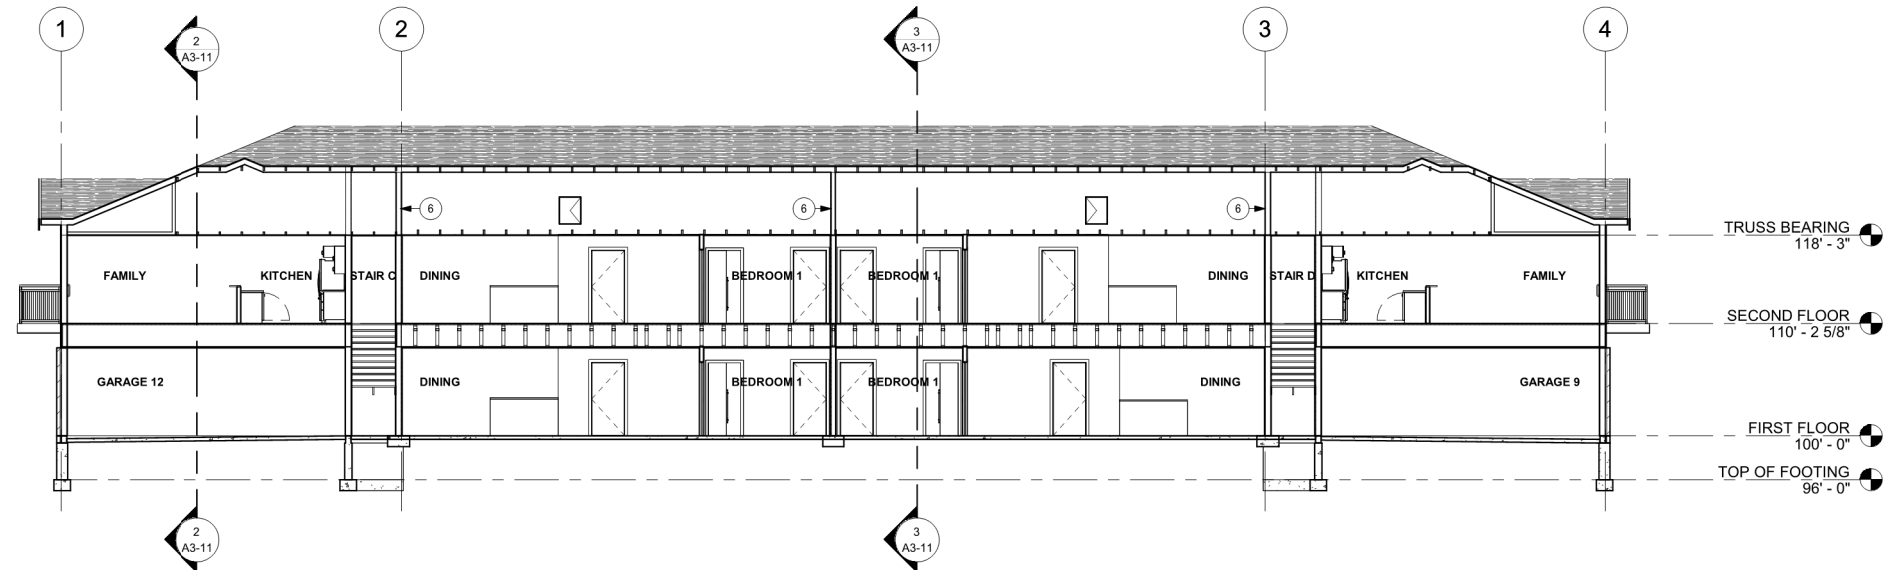 1
2
3
4
2
A3-11
3
A3-11
6
6
6
TRUSS BEARING
118' - 3"
FAMILY
KITCHEN
STAIR C
DINING
BEDROOM 1
BEDROOM 1
DINING
STAIR D
KITCHEN
FAMILY
SECOND FLOOR
110' - 2 5/8"
GARAGE 12
DINING
BEDROOM 1
BEDROOM 1
DINING
GARAGE 9
FIRST FLOOR
100' - 0"
TOP OF FOOTING
96' - 0"
2
A3-11
3
A3-11